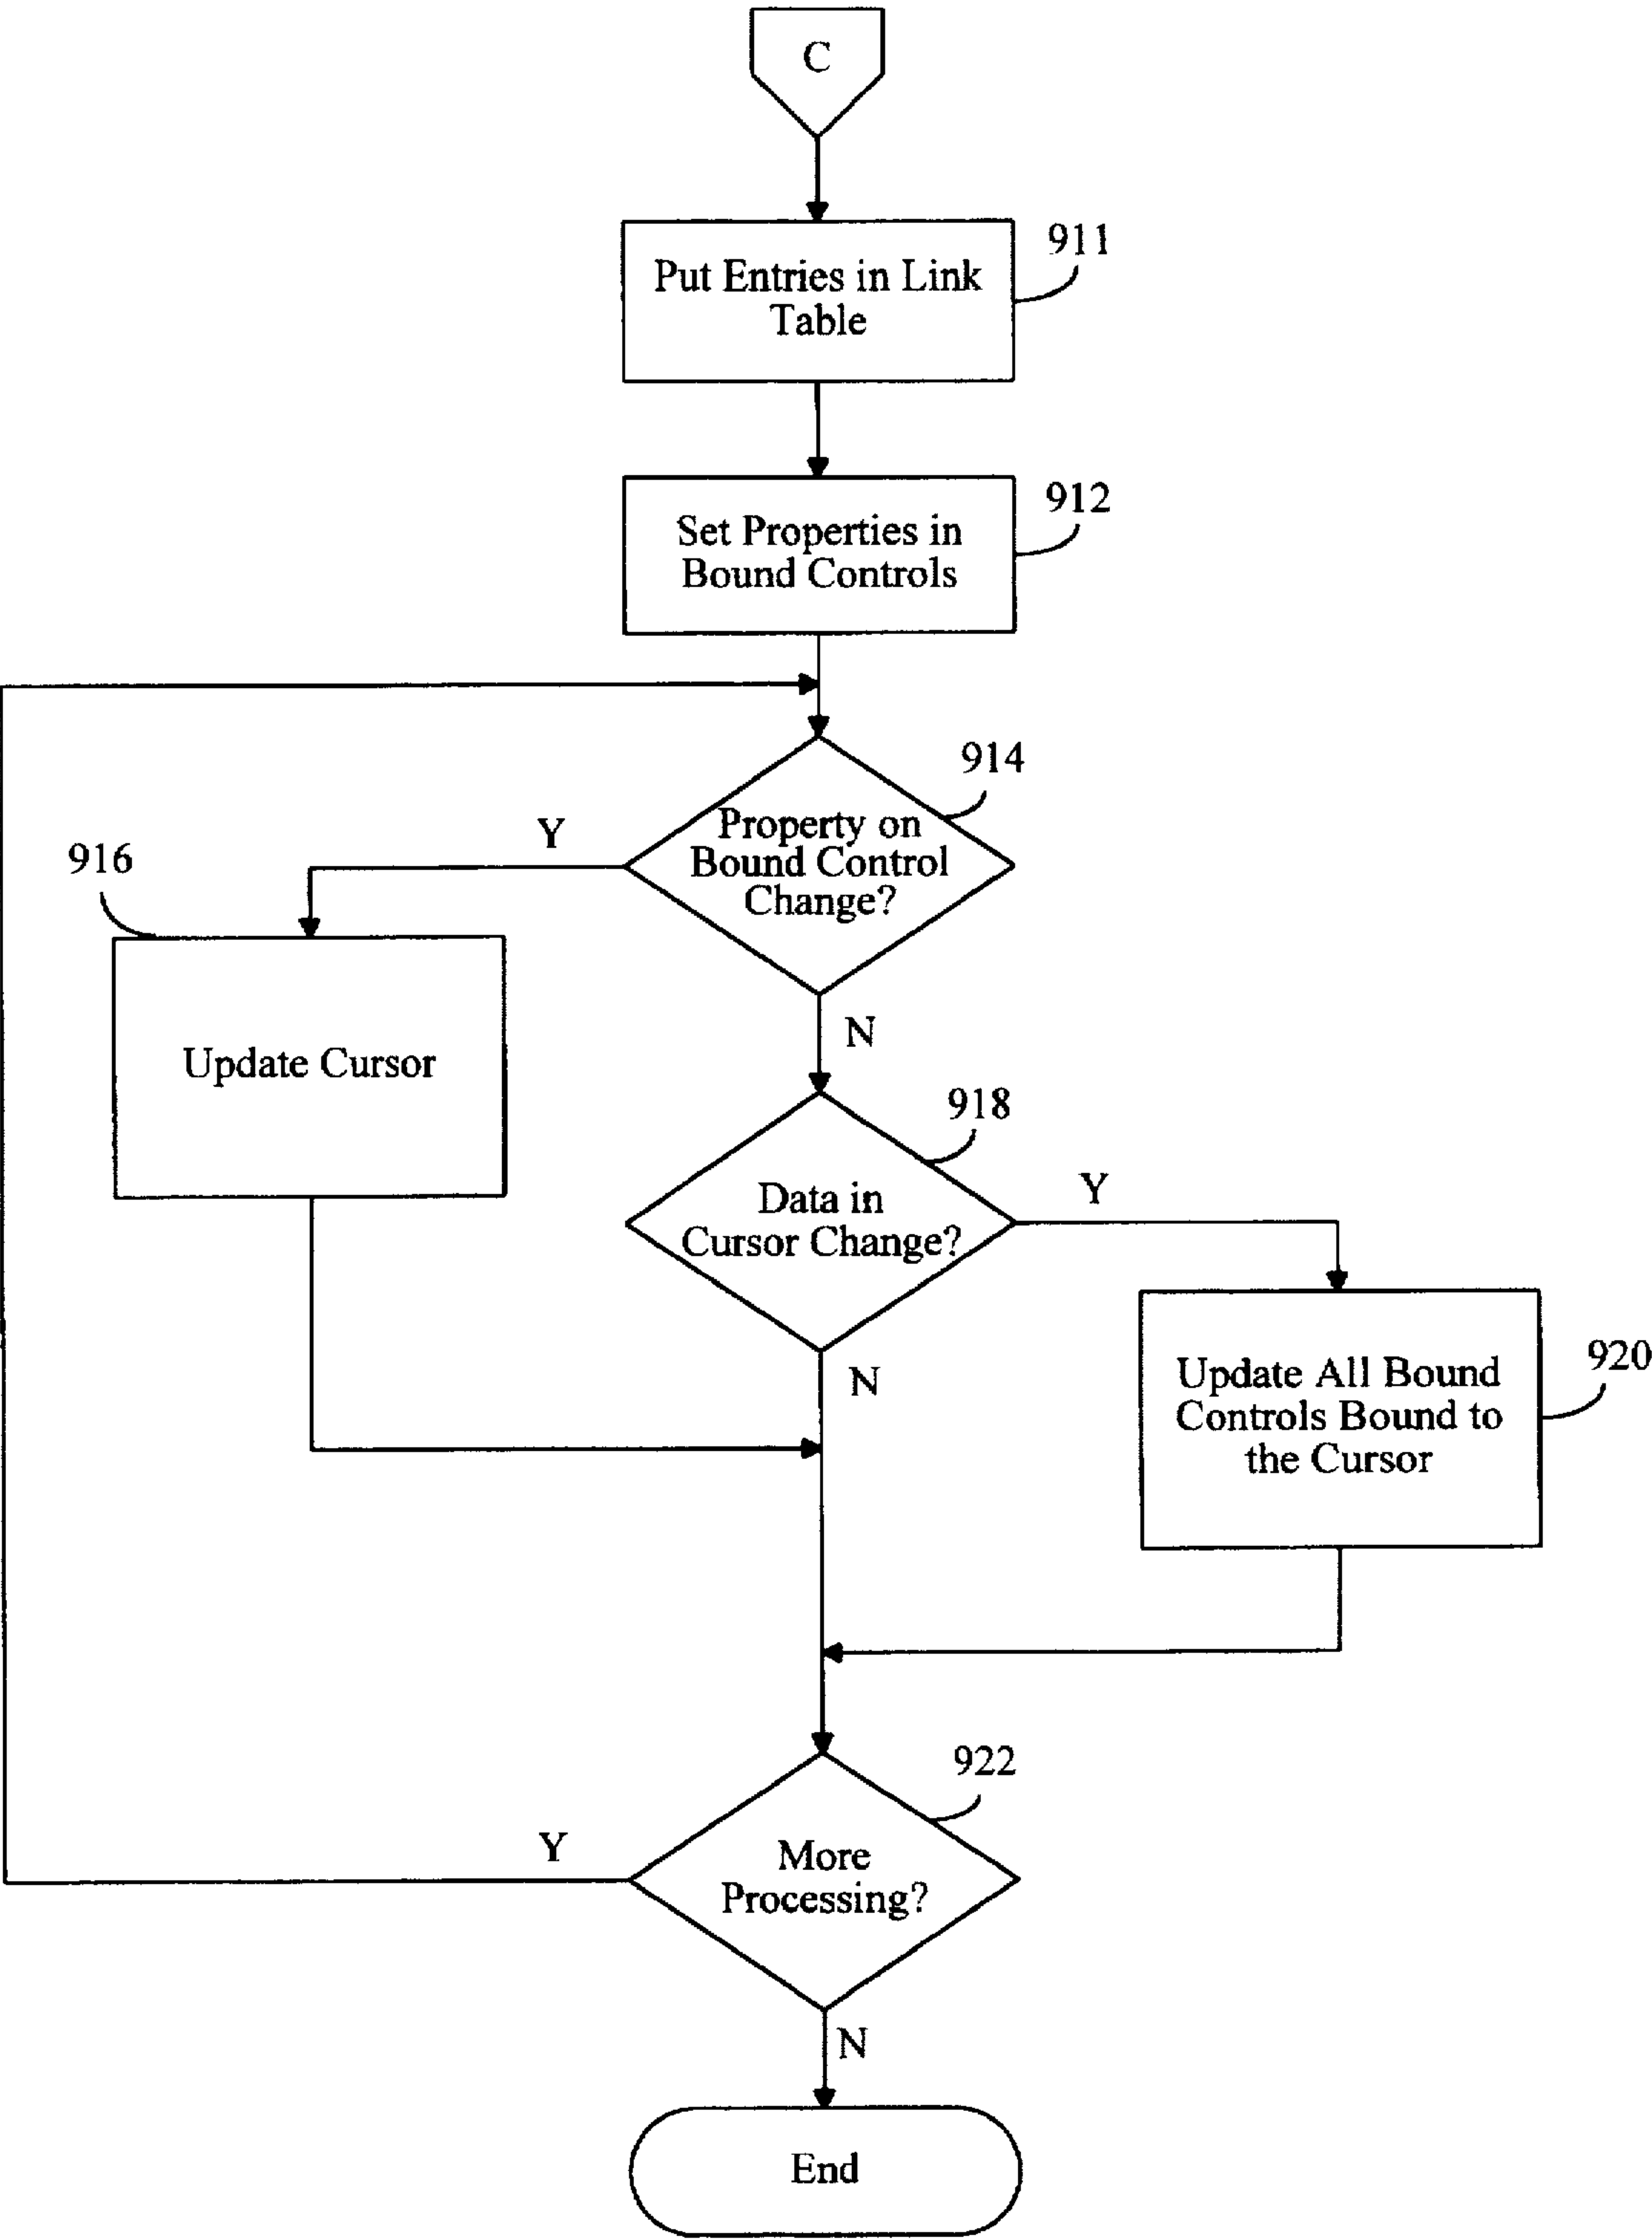 C
Put Entries in Link
Table
911
Set Properties in
Bound Controls
912
914
Property on
Bound Control
Change?
Y
N
916
Update Cursor
918
Data in
Cursor Change?
Y
N
920
Update All Bound
Controls Bound to
the Cursor
922
More
Processing?
Y
N
End